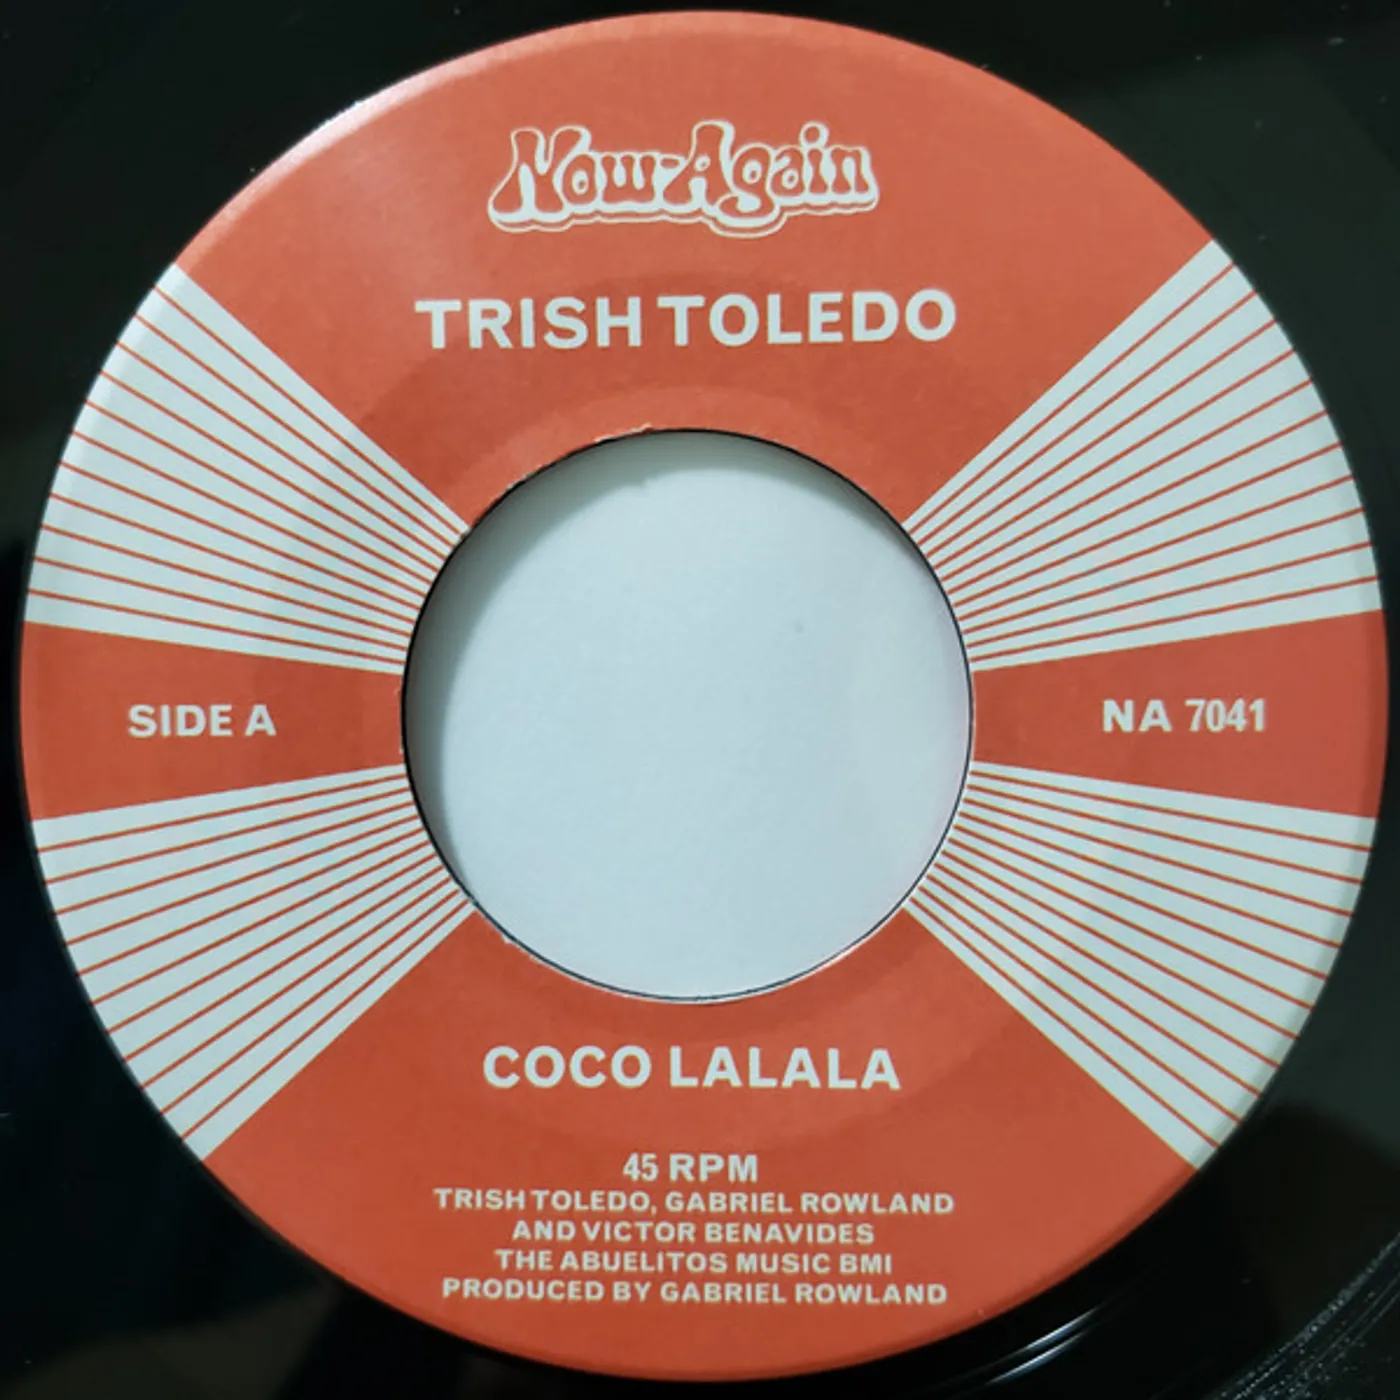 Now-Again
TRISH TOLEDO
SIDE A
NA 7041
COCO LALALA
45 RPM
TRISH TOLEDO, GABRIEL ROWLAND
AND VICTOR BENAVIDES
THE ABUELITOS MUSIC BMI
PRODUCED BY GABRIEL ROWLAND